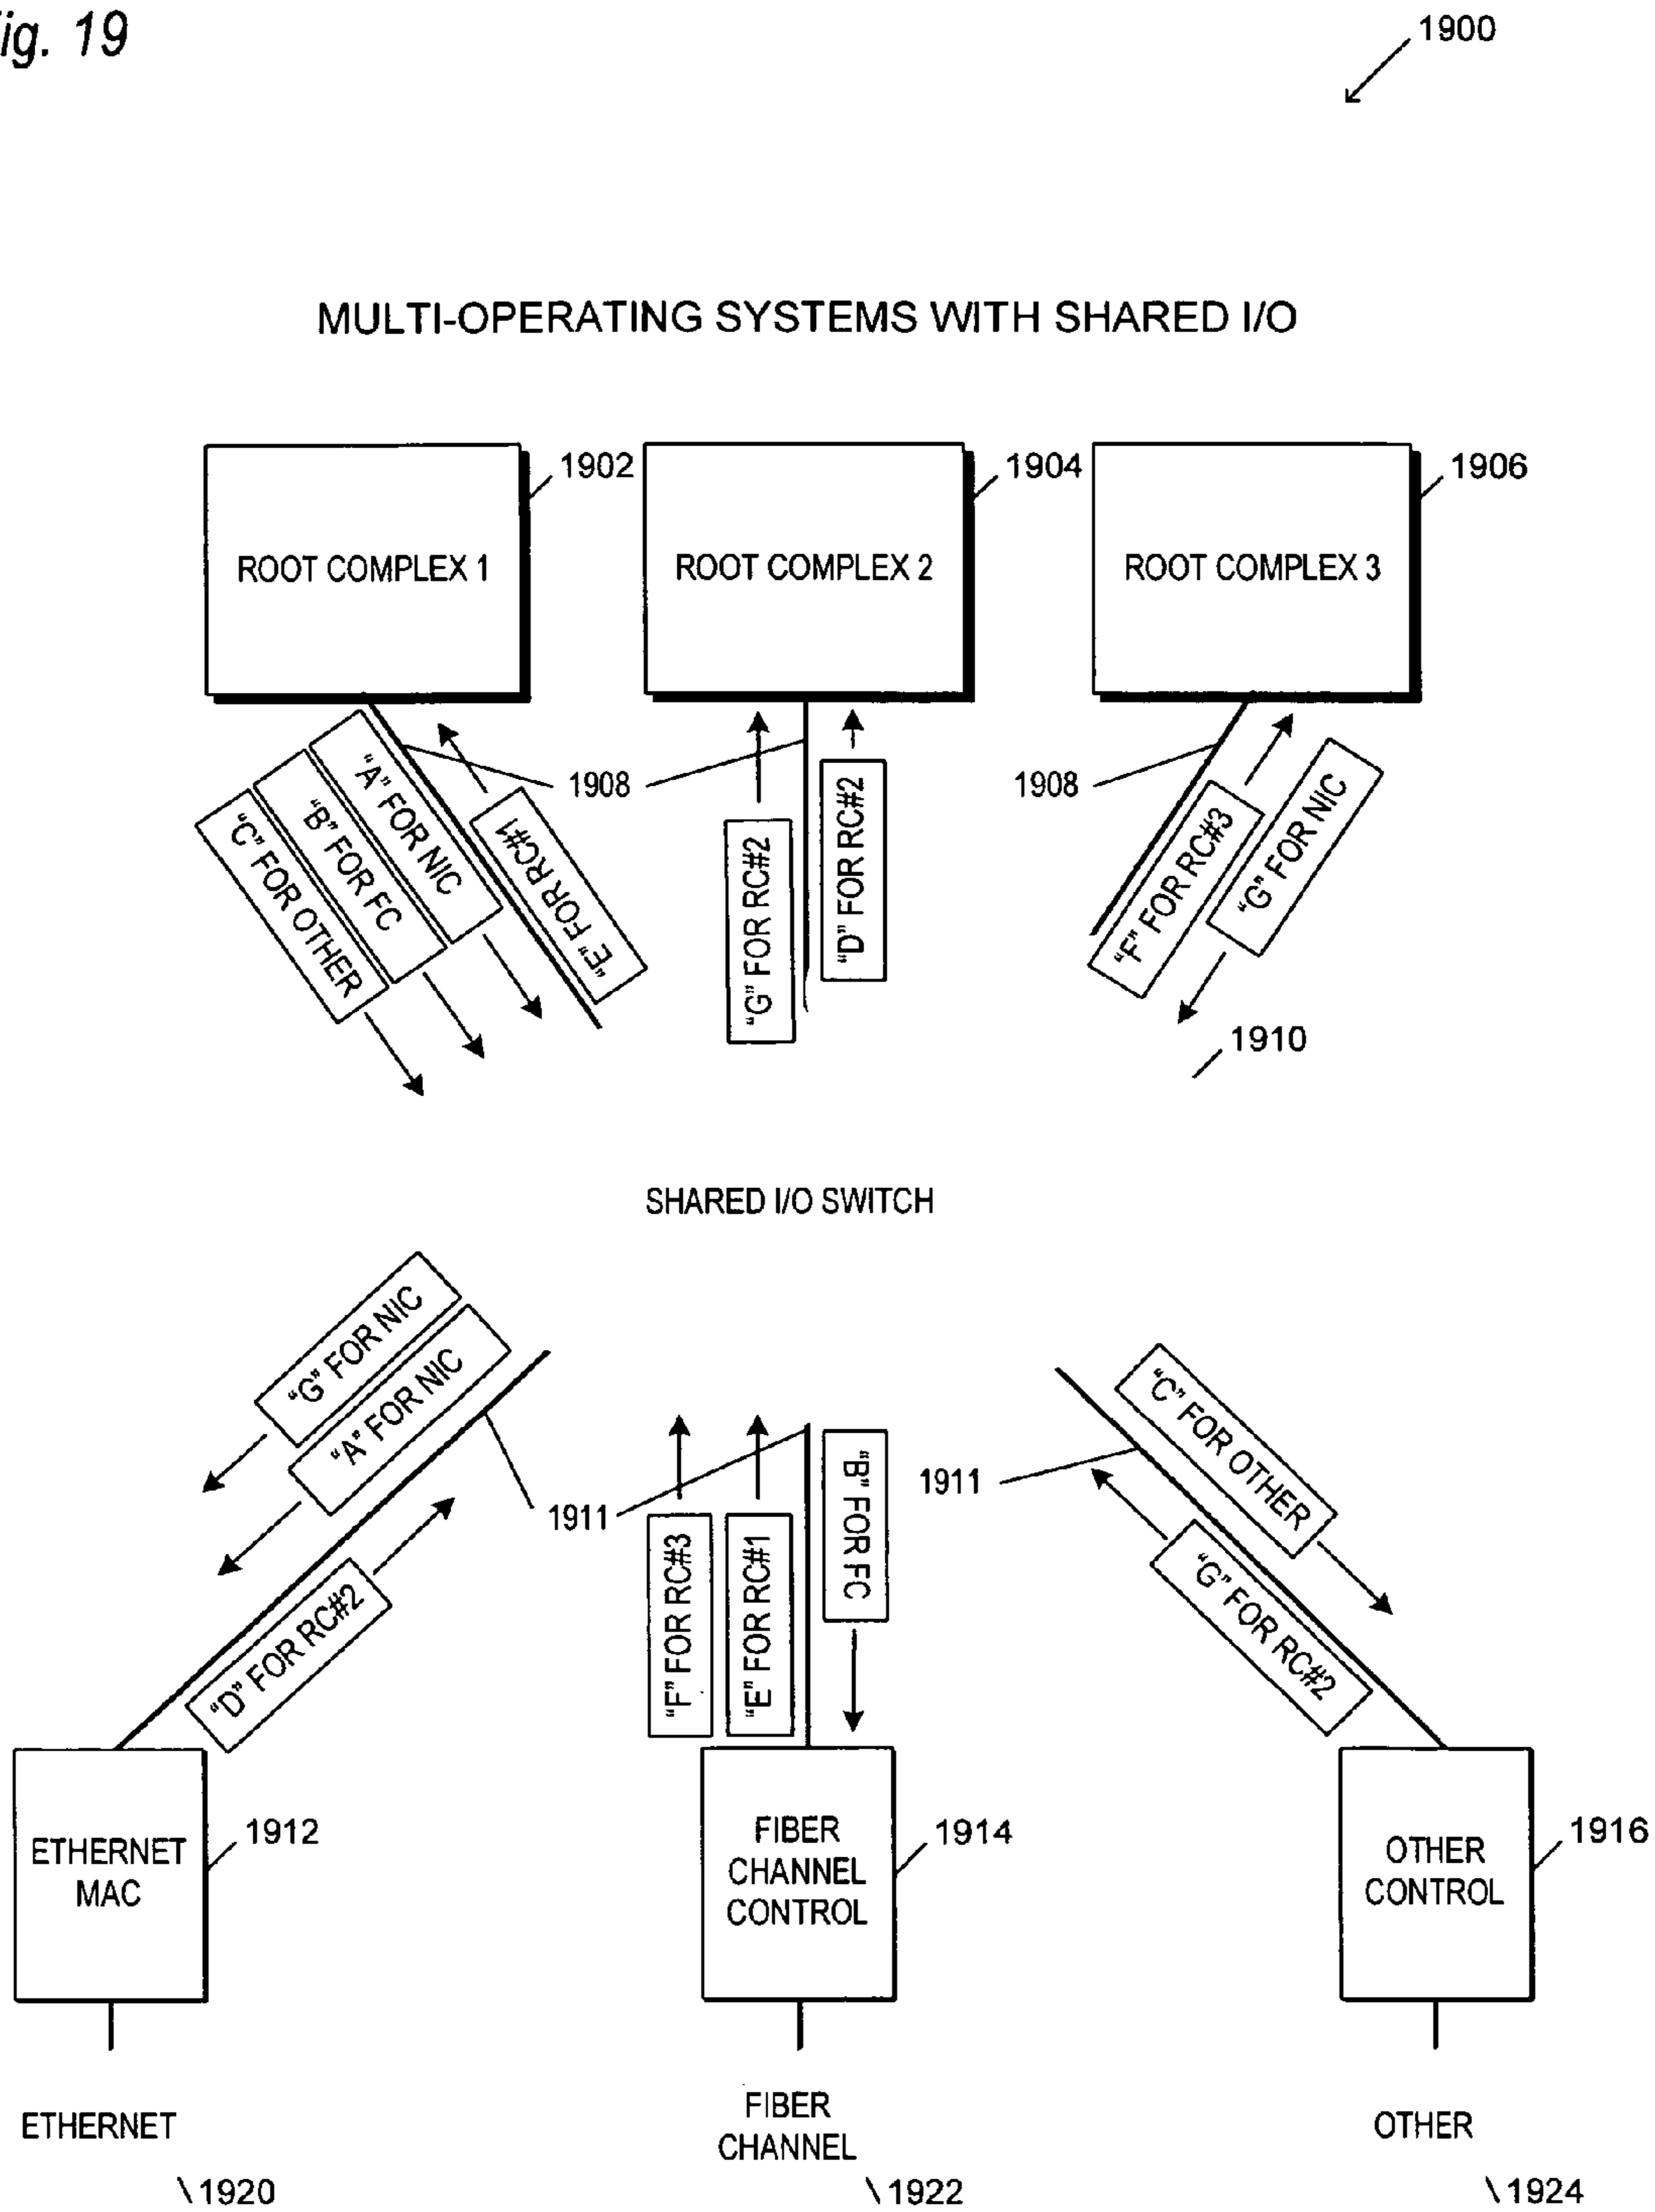 ig. 19
1900
MULTI-OPERATING SYSTEMS WITH SHARED I/O
ROOT COMPLEX 1
1902
ROOT COMPLEX 2
1904
ROOT COMPLEX 3
1906
"A" FOR NIC
"B" FOR FC
"C" FOR OTHER
"E" FOR RC#1
1908
"G" FOR RC#2
"D" FOR RC#2
1908
"F" FOR RC#3
"G" FOR NIC
1910
SHARED I/O SWITCH
"G" FOR NIC
"A" FOR NIC
"D" FOR RC#2
1911
"F" FOR RC#3
"E" FOR RC#1
"B" FOR FC
1911
"C" FOR OTHER
"G" FOR RC#2
ETHERNET
MAC
1912
FIBER
CHANNEL
CONTROL
1914
OTHER
CONTROL
1916
ETHERNET
1920
FIBER
CHANNEL
1922
OTHER
1924